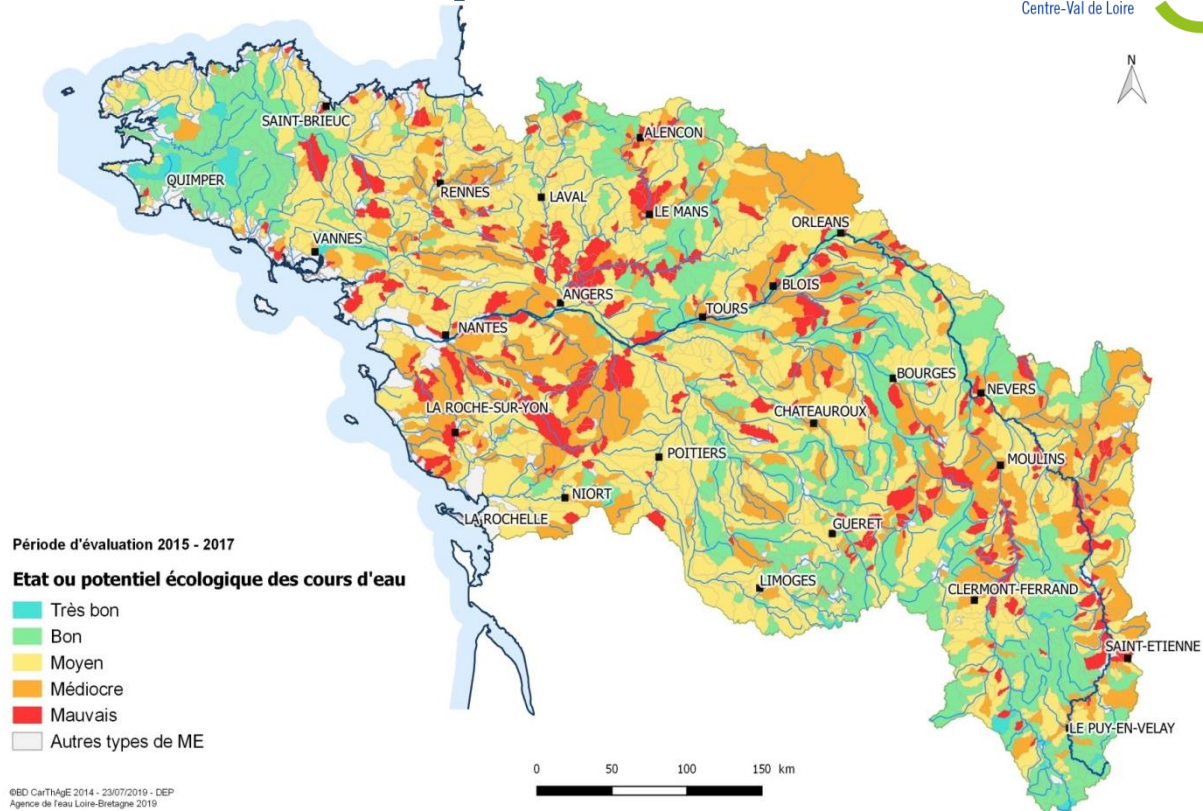 Centre-Val de Loire
N
SAINT-BRIEUC
ALENCON
QUIMPER
RENNES
LAVAL
LE MANS
ORLEANS
VANNES
BLOIS
ANGERS
TOURS
NANTES
BOURGES
NEVERS
LA ROCHE-SUR-YON
CHATEAUROUX
POITIERS
MOULINS
NIORT
LA ROCHELLE
GUERET
Période d'évaluation 2015 - 2017
Etat ou potentiel écologique des cours d'eau
LIMOGES
CLERMONT-FERRAND
Très bon
Bon
Moyen
SAINT-ETIENNE
Médiocre
Mauvais
LE PUY-EN-VELAY
Autres types de ME
0 50 100 150 km
©BD CarThAgE 2014 - 23/07/2019 - DEP
Agence de l'eau Loire-Bretagne 2019